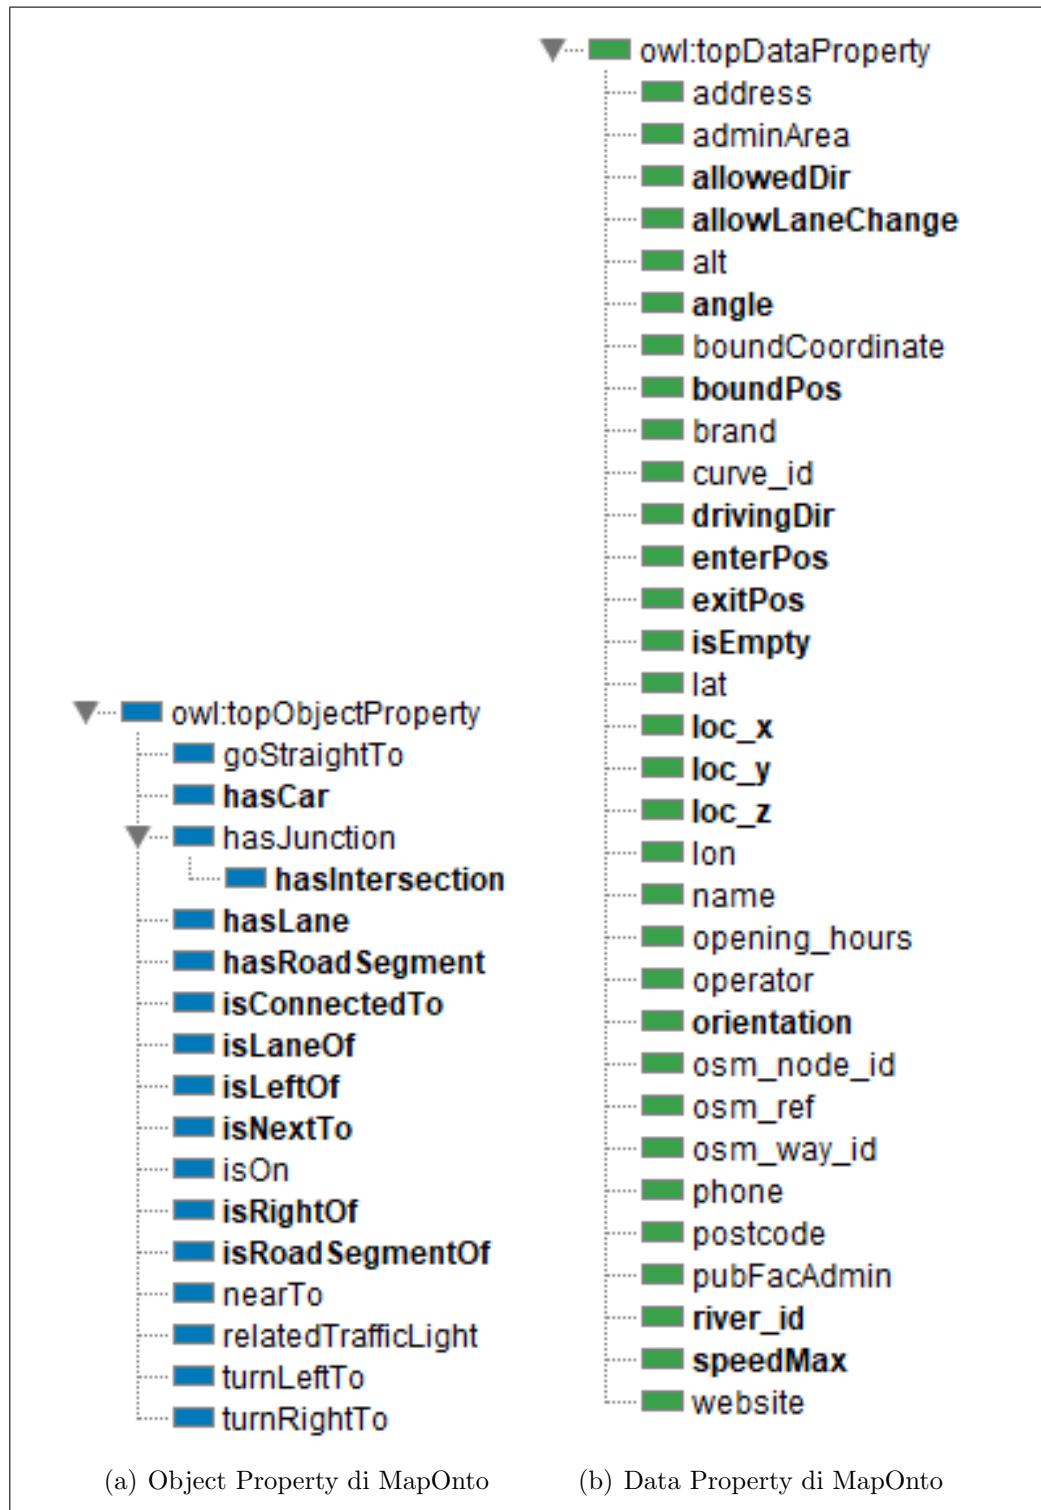 owl:topObjectProperty
goStraightTo
hasCar
hasJunction
hasIntersection
hasLane
hasRoadSegment
isConnectedTo
isLaneOf
isLeftOf
isNextTo
isOn
isRightOf
isRoadSegmentOf
nearTo
relatedTrafficLight
turnLeftTo
turnRightTo
(a) Object Property di MapOnto
owl:topDataProperty
address
adminArea
allowedDir
allowLaneChange
alt
angle
boundCoordinate
boundPos
brand
curve_id
drivingDir
enterPos
exitPos
isEmpty
lat
loc_x
loc_y
loc_z
lon
name
opening_hours
operator
orientation
osm_node_id
osm_ref
osm_way_id
phone
postcode
pubFacAdmin
river_id
speedMax
website
(b) Data Property di MapOnto